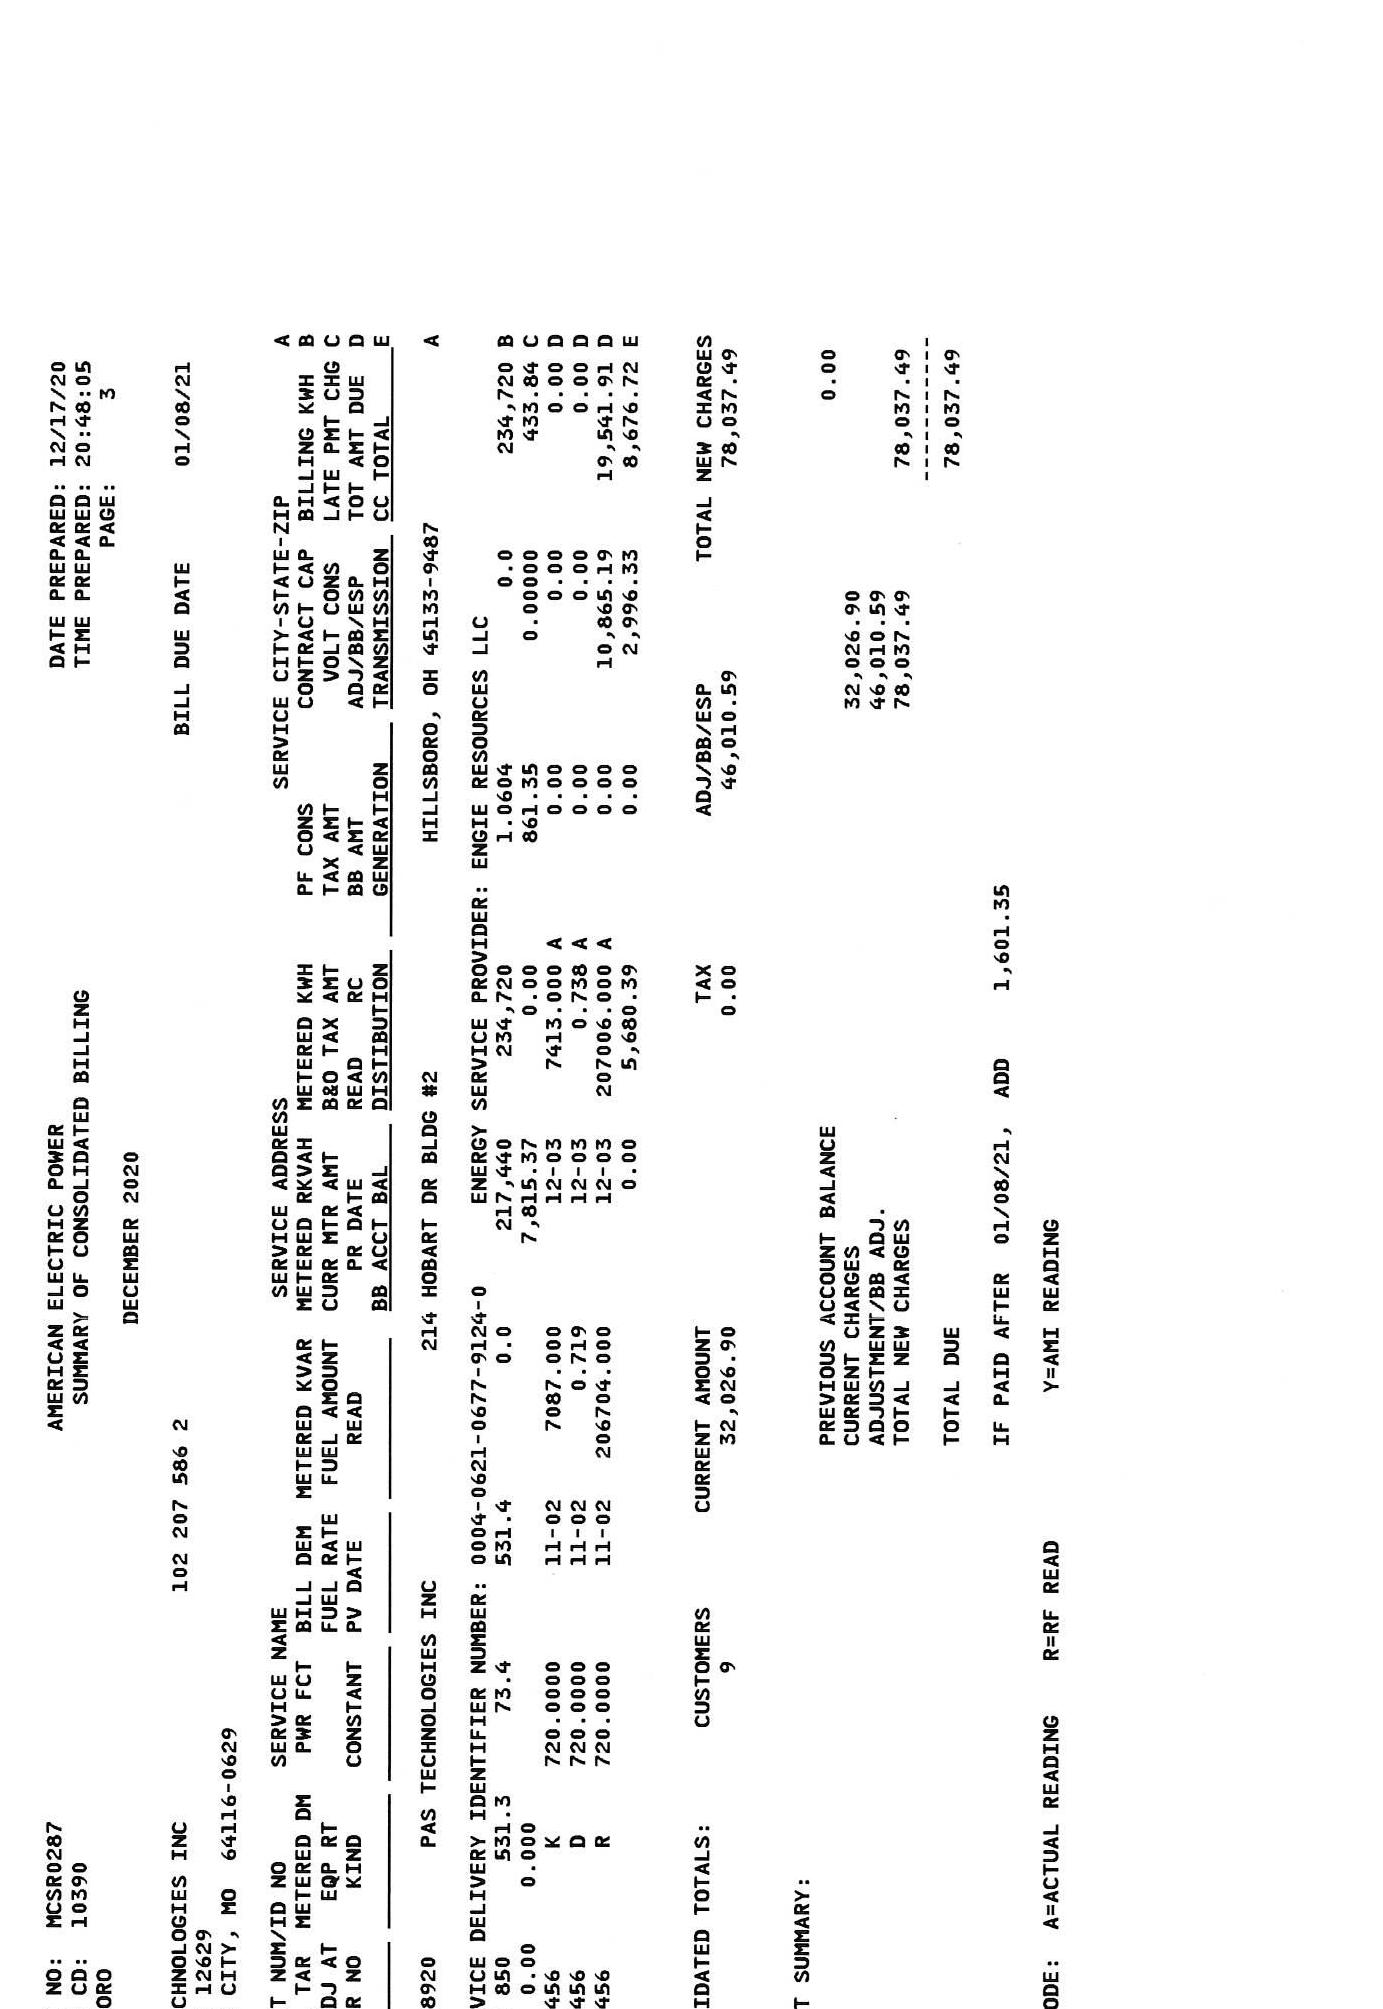 NO: MCSR0287 AMERICAN ELECTRIC POWER DATE PREPARED: 12/17/20
CD: 10390 SUMMARY OF CONSOLIDATED BILLING TIME PREPARED: 20:48:05
ORO PAGE: 3
DECEMBER 2020
CHNOLOGIES INC 102 207 586 2 BILL DUE DATE 01/08/21
12629
CITY, MO 64116-0629
T NUM/ID NO SERVICE NAME SERVICE ADDRESS SERVICE CITY-STATE-ZIP A
TAR METERED DM PWR FCT BILL DEM METERED KVAR METERED RKVAH METERED KWH PF CONS CONTRACT CAP BILLING KWH B
DJ AT EQP RT FUEL RATE FUEL AMOUNT CURR MTR AMT B&O TAX AMT TAX AMT VOLT CONS LATE PMT CHG C
R NO KIND CONSTANT PV DATE READ PR DATE READ RC BB AMT ADJ/BB/ESP TOT AMT DUE D
BB ACCT BAL DISTIBUTION GENERATION TRANSMISSION CC TOTAL E
8920 PAS TECHNOLOGIES INC 214 HOBART DR BLDG #2 HILLSBORO, OH 45133-9487 A
VICE DELIVERY IDENTIFIER NUMBER: 0004-0621-0677-9124-0 ENERGY SERVICE PROVIDER: ENGIE RESOURCES LLC
850 531.3 73.4 531.4 0.0 217,440 234,720 1.0604 0.0 234,720 B
0.00 0.000 7,815.37 0.00 861.35 0.00000 433.84 C
456 K 720.0000 11-02 7087.000 12-03 7413.000 A 0.00 0.00 0.00 D
456 D 720.0000 11-02 0.719 12-03 0.738 A 0.00 0.00 0.00 D
456 R 720.0000 11-02 206704.000 12-03 207006.000 A 0.00 10,865.19 19,541.91 D
0.00 5,680.39 0.00 2,996.33 8,676.72 E
IDATED TOTALS: CUSTOMERS CURRENT AMOUNT TAX ADJ/BB/ESP TOTAL NEW CHARGES
9 32,026.90 0.00 46,010.59 78,037.49
T SUMMARY:
PREVIOUS ACCOUNT BALANCE 0.00
CURRENT CHARGES 32,026.90
ADJUSTMENT/BB ADJ. 46,010.59
TOTAL NEW CHARGES 78,037.49 78,037.49
----------
TOTAL DUE 78,037.49
IF PAID AFTER 01/08/21, ADD 1,601.35
ODE: A=ACTUAL READING R=RF READ Y=AMI READING